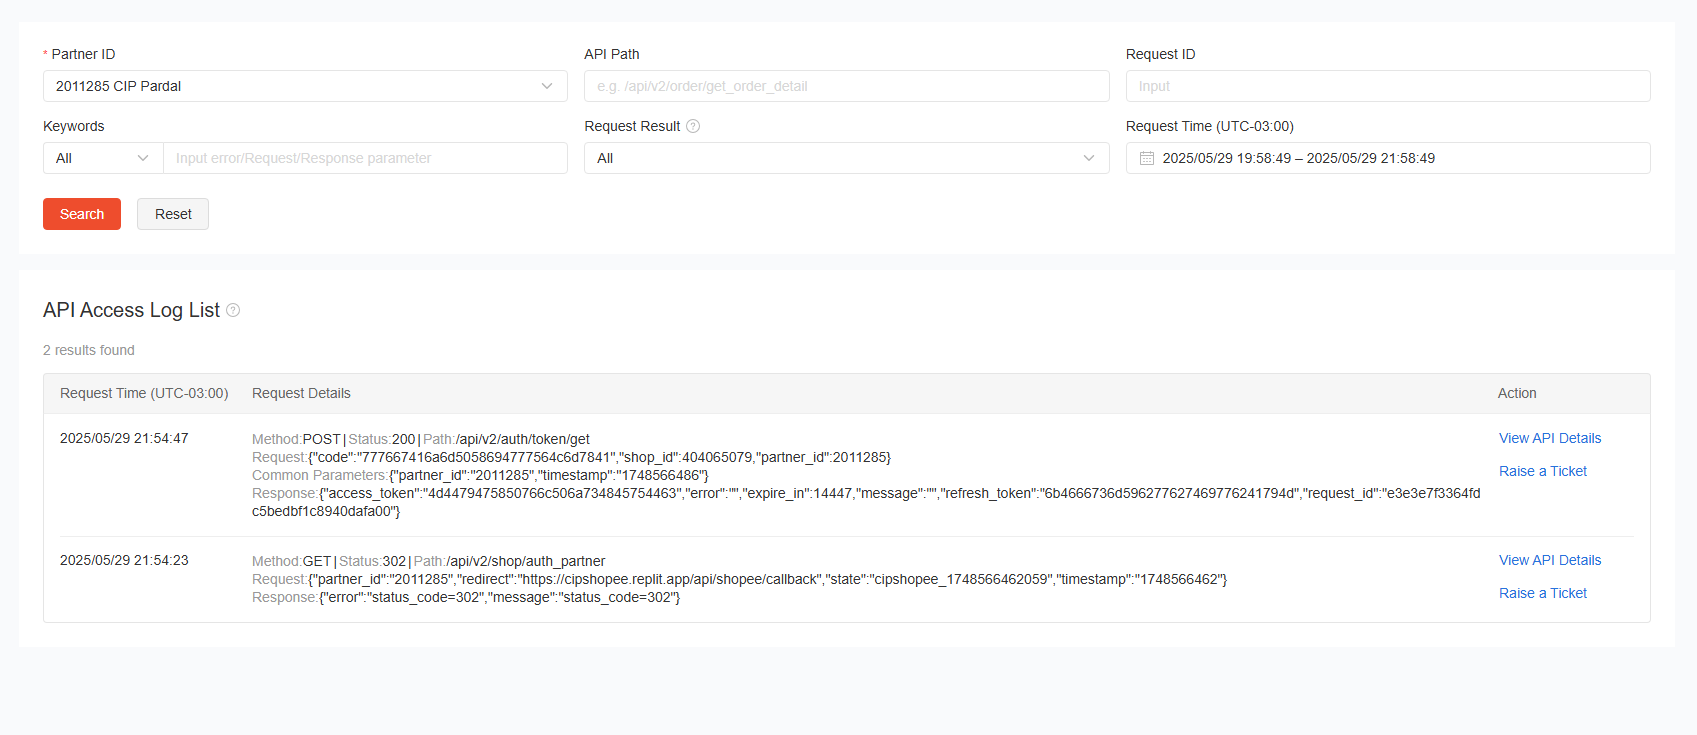 * Partner ID
API Path
Request ID
2011285 CIP Pardal
e.g. /api/v2/order/get_order_detail
Input
Keywords
Request Result
Request Time (UTC-03:00)
All
Input error/Request/Response parameter
All
2025/05/29 19:58:49 – 2025/05/29 21:58:49
Search
Reset
API Access Log List
2 results found
Request Time (UTC-03:00)
Request Details
Action
2025/05/29 21:54:47
Method:POST|Status:200|Path:/api/v2/auth/token/get
Request:{"code":"777667416a6d5058694777564c6d7841","shop_id":404065079,"partner_id":2011285}
Common Parameters:{"partner_id":"2011285","timestamp":"1748566486"}
Response:{"access_token":"4d4479475850766c506a734845754463","error":"","expire_in":14447,"message":"","refresh_token":"6b4666736d596277627469776241794d","request_id":"e3e3e7f3364fd
c5bedbf1c8940dafa00"}
View API Details
Raise a Ticket
2025/05/29 21:54:23
Method:GET|Status:302|Path:/api/v2/shop/auth_partner
Request:{"partner_id":"2011285","redirect":"https://cipshopee.replit.app/api/shopee/callback","state":"cipshopee_1748566462059","timestamp":"1748566462"}
Response:{"error":"status_code=302","message":"status_code=302"}
View API Details
Raise a Ticket